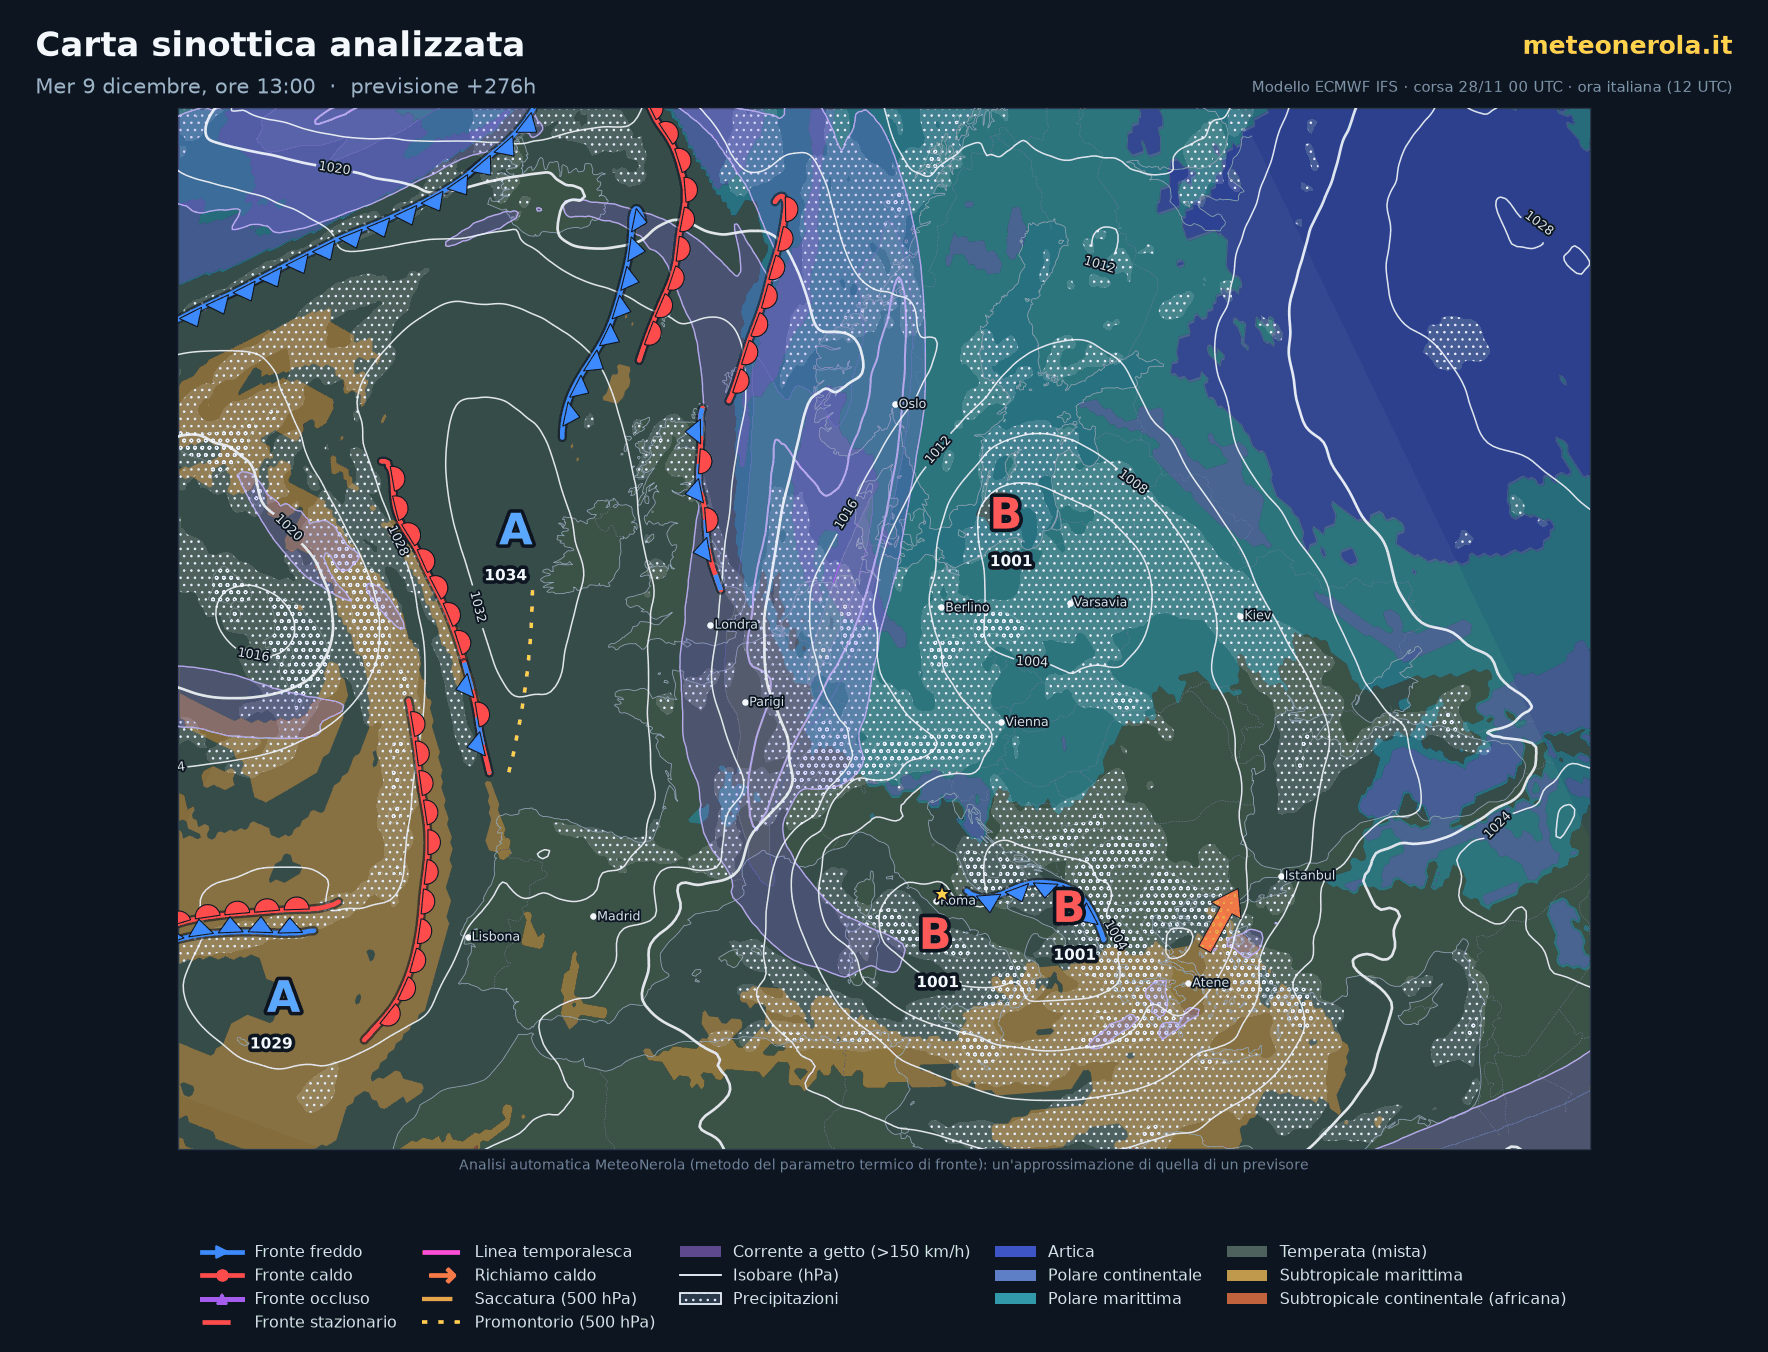 Carta sinottica analizzata
meteonerola.it
Mer 9 dicembre, ore 13:00 · previsione +276h
Modello ECMWF IFS · corsa 28/11 00 UTC · ora italiana (12 UTC)
1020
1028
1012
Oslo
1012
1008
1016
B
1001
A
1034
1020
1028
1032
Berlino
Varsavia
Kiev
Londra
1016
1004
Parigi
Vienna
4
1024
Istanbul
Roma
B
1004
Madrid
Lisbona
B
1001
1001
Atene
A
1029
Analisi automatica MeteoNerola (metodo del parametro termico di fronte): un'approssimazione di quella di un previsore
Fronte freddo
Linea temporalesca
Corrente a getto (>150 km/h)
Artica
Temperata (mista)
Fronte caldo
Richiamo caldo
Isobare (hPa)
Polare continentale
Subtropicale marittima
Fronte occluso
Saccatura (500 hPa)
Precipitazioni
Polare marittima
Subtropicale continentale (africana)
Fronte stazionario
Promontorio (500 hPa)